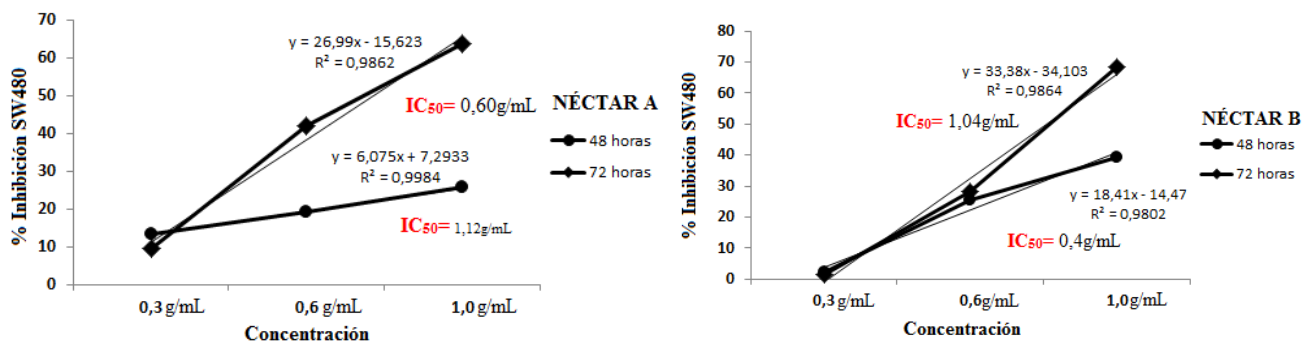 % Inhibición SW480
70
60
50
40
30
20
10
0
y = 26,99x - 15,623
R² = 0,9862
IC₅₀= 0,60g/mL
y = 6,075x + 7,2933
R² = 0,9984
IC₅₀= 1,12g/mL
NÉCTAR A
48 horas
72 horas
0,3 g/mL
0,6 g/mL
1,0 g/mL
Concentración
% Inhibición SW480
80
70
60
50
40
30
20
10
0
y = 33,38x - 34,103
R² = 0,9864
IC₅₀= 1,04g/mL
y = 18,41x - 14,47
R² = 0,9802
IC₅₀= 0,4g/mL
NÉCTAR B
48 horas
72 horas
0,3 g/mL
0,6g/mL
1,0g/mL
Concentración